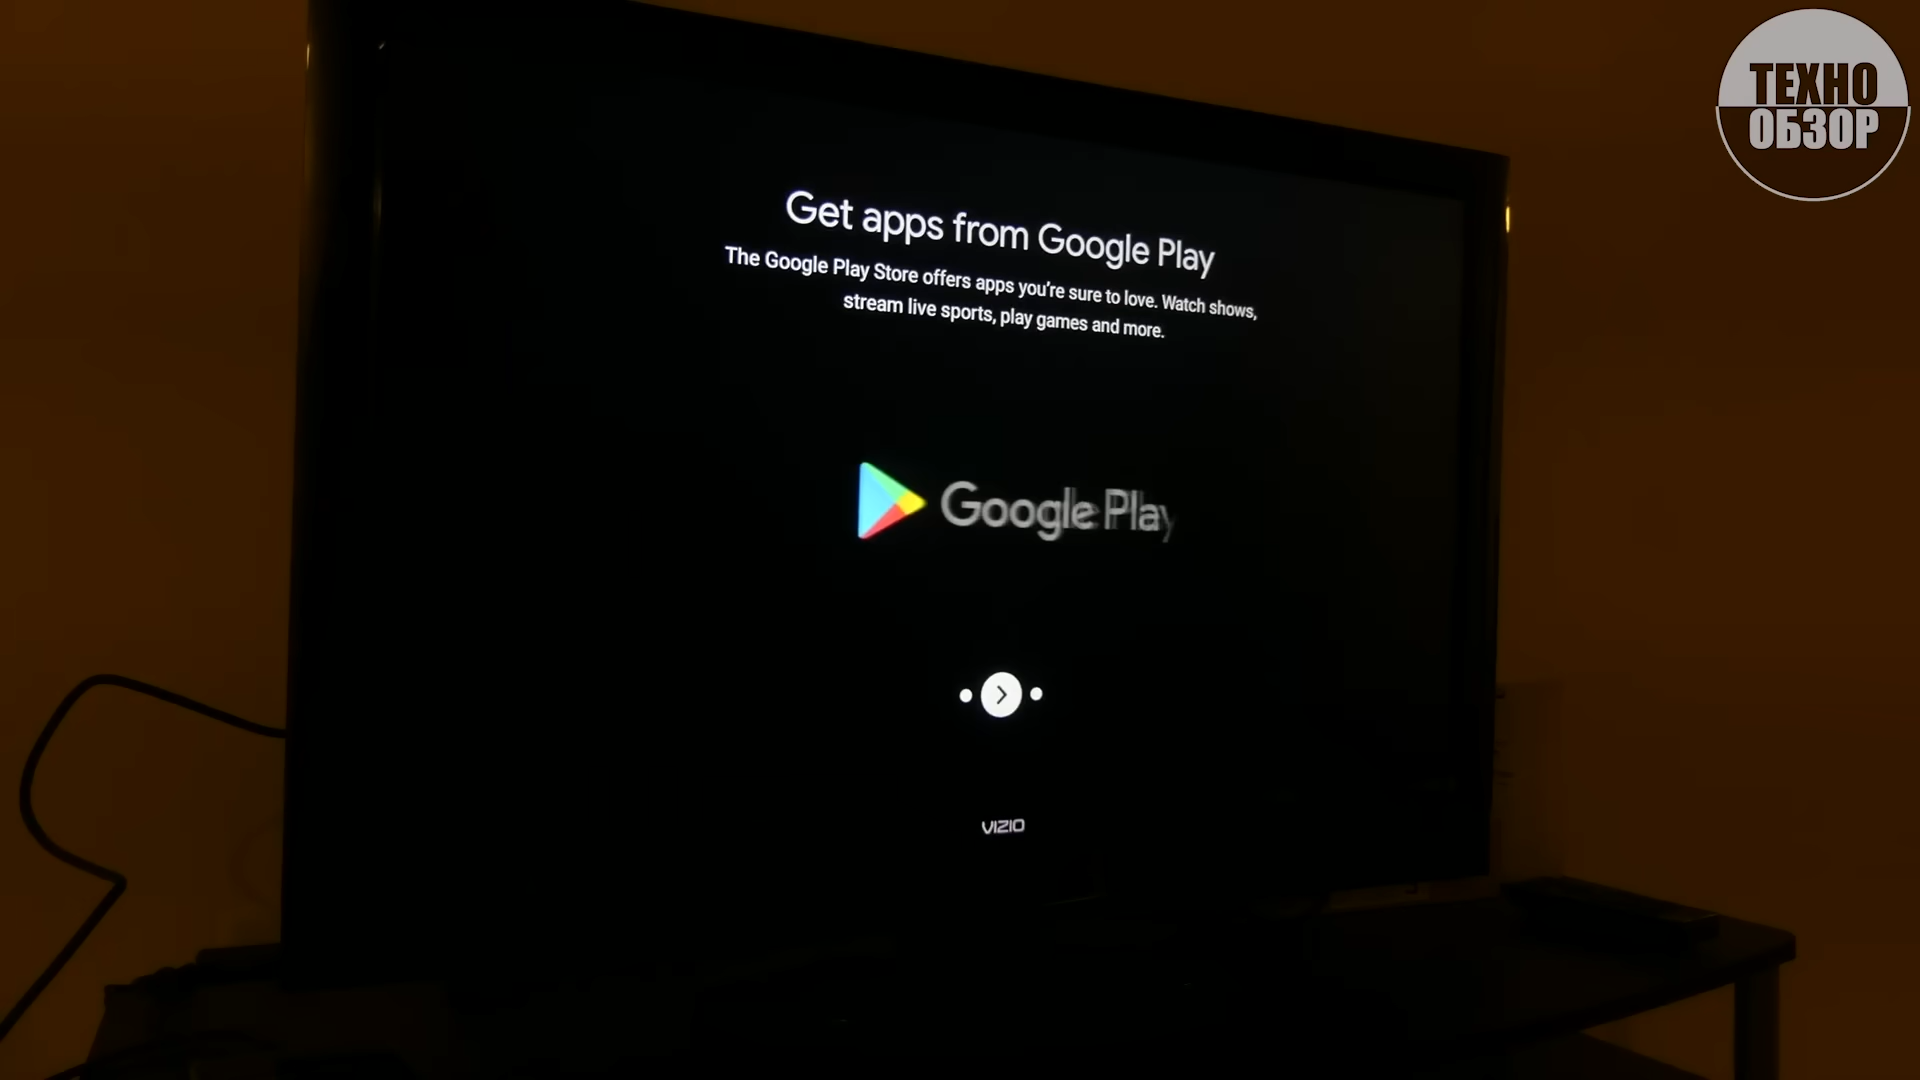 ТЕХНО
ОБЗОР
Get apps from Google Play
The Google Play Store offers apps you're sure to love. Watch shows,
stream live sports, play games and more.
Google Play
VIZIO